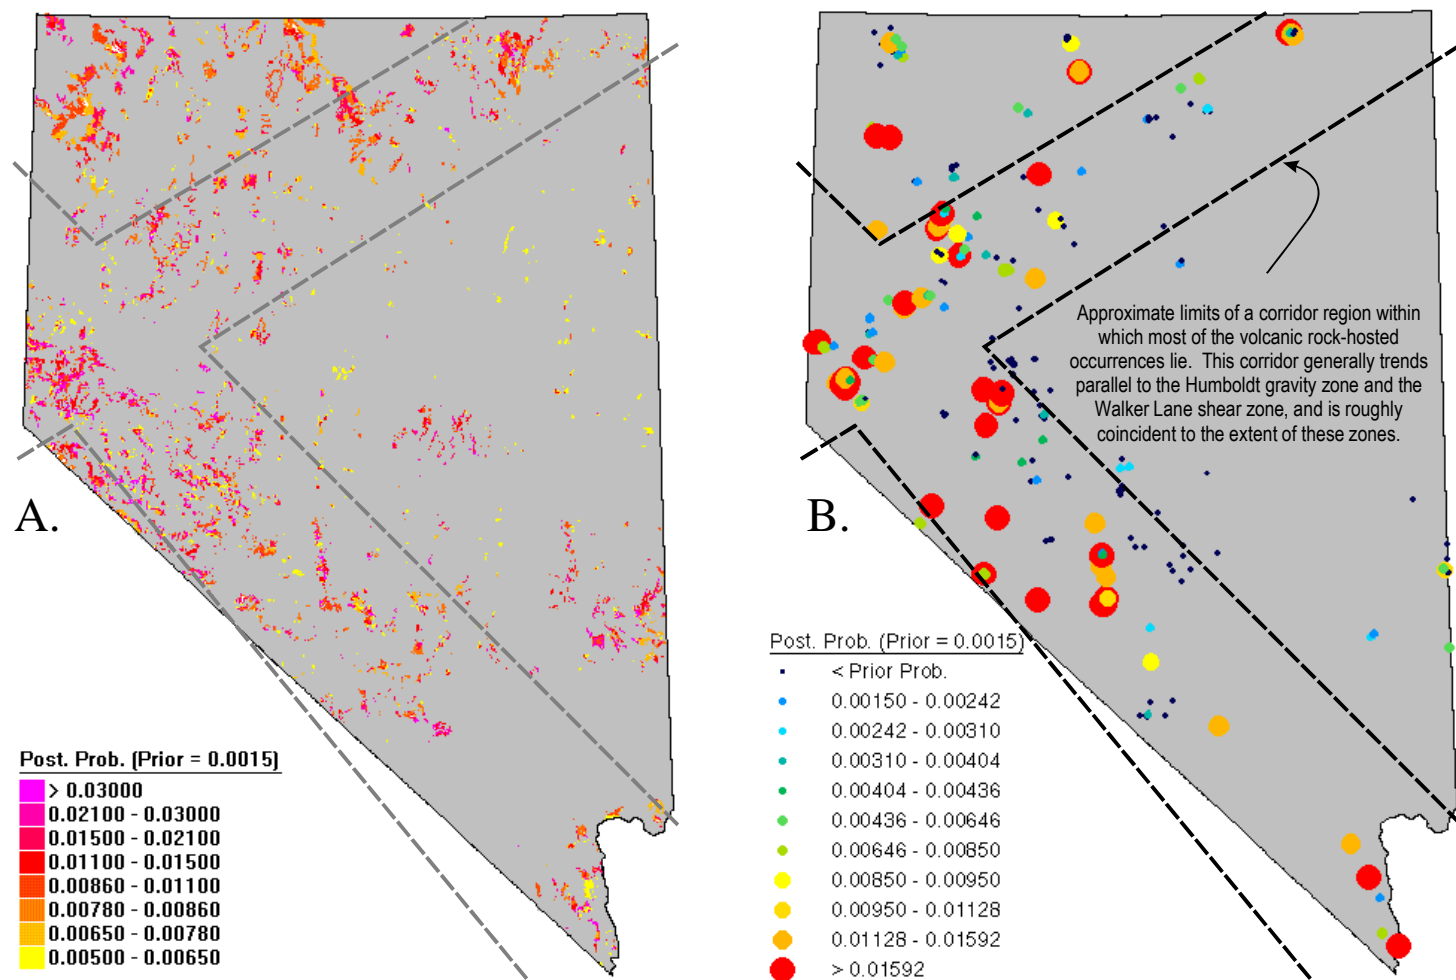 A.
Post. Prob. (Prior = 0.0015)
> 0.03000
0.02100 - 0.03000
0.01500 - 0.02100
0.01100 - 0.01500
0.00860 - 0.01100
0.00780 - 0.00860
0.00650 - 0.00780
0.00500 - 0.00650
B.
Approximate limits of a corridor region within
which most of the volcanic rock-hosted
occurrences lie. This corridor generally trends
parallel to the Humboldt gravity zone and the
Walker Lane shear zone, and is roughly
coincident to the extent of these zones.
Post. Prob. (Prior = 0.0015)
< Prior Prob.
0.00150 - 0.00242
0.00242 - 0.00310
0.00310 - 0.00404
0.00404 - 0.00436
0.00436 - 0.00646
0.00646 - 0.00850
0.00850 - 0.00950
0.00950 - 0.01128
0.01128 - 0.01592
> 0.01592